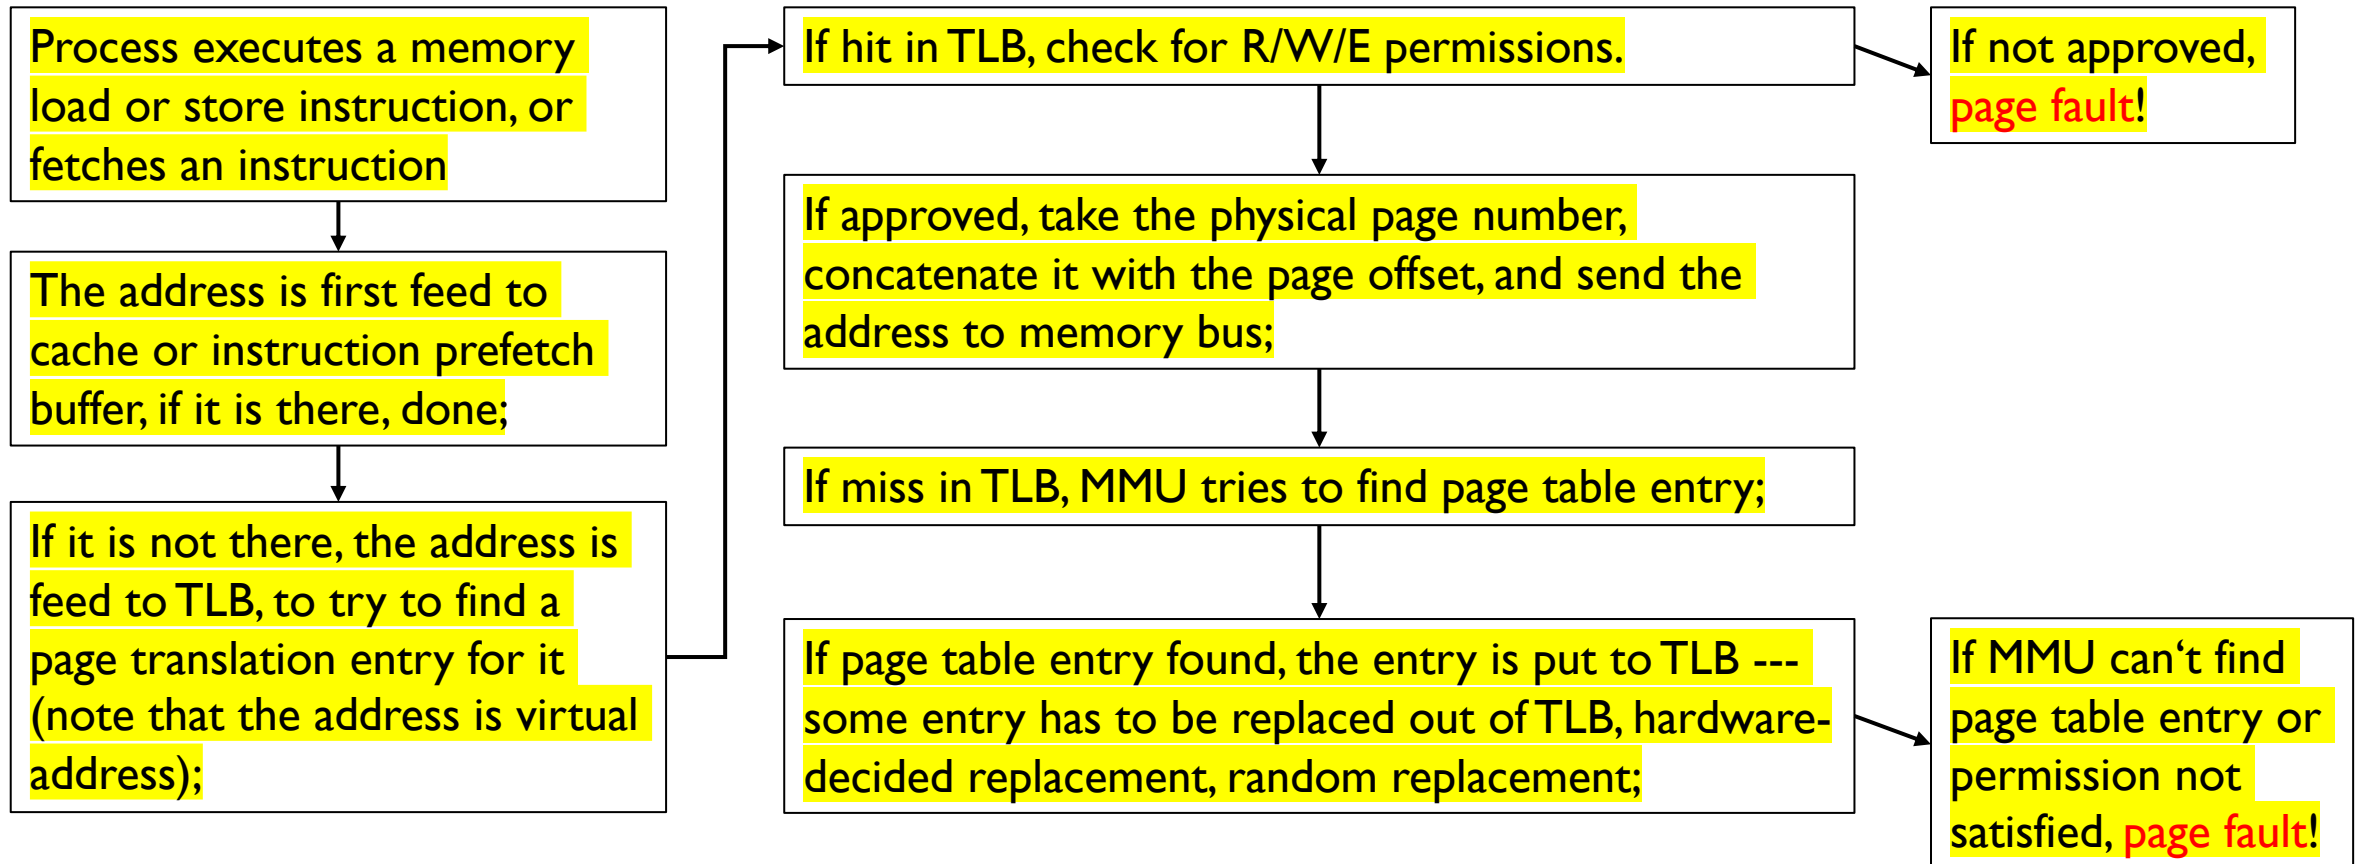 Process executes a memory
load or store instruction, or
fetches an instruction
The address is first feed to
cache or instruction prefetch
buffer, if it is there, done;
If it is not there, the address is
feed to TLB, to try to find a
page translation entry for it
(note that the address is virtual
address);
If hit in TLB, check for R/W/E permissions.
If not approved,
page fault!
If approved, take the physical page number,
concatenate it with the page offset, and send the
address to memory bus;
If miss in TLB, MMU tries to find page table entry;
If page table entry found, the entry is put to TLB ---
some entry has to be replaced out of TLB, hardware-
decided replacement, random replacement;
If MMU can‘t find
page table entry or
permission not
satisfied, page fault!